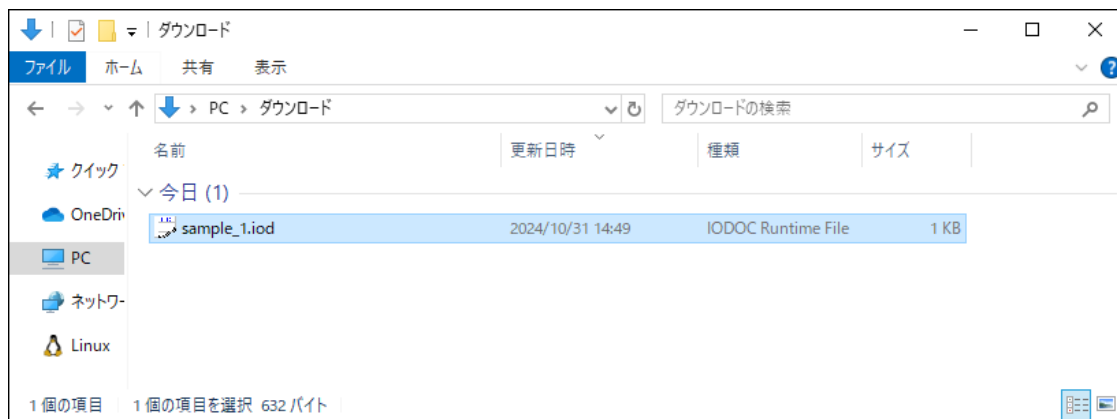 ダウンロード
ファイル ホーム 共有 表示
PC › ダウンロード ダウンロードの検索
名前 更新日時 種類 サイズ
クイック
今日 (1)
OneDriv
sample_1.iod 2024/10/31 14:49 IODOC Runtime File 1 KB
PC
ネットワー
Linux
1 個の項目 1 個の項目を選択 632 バイト